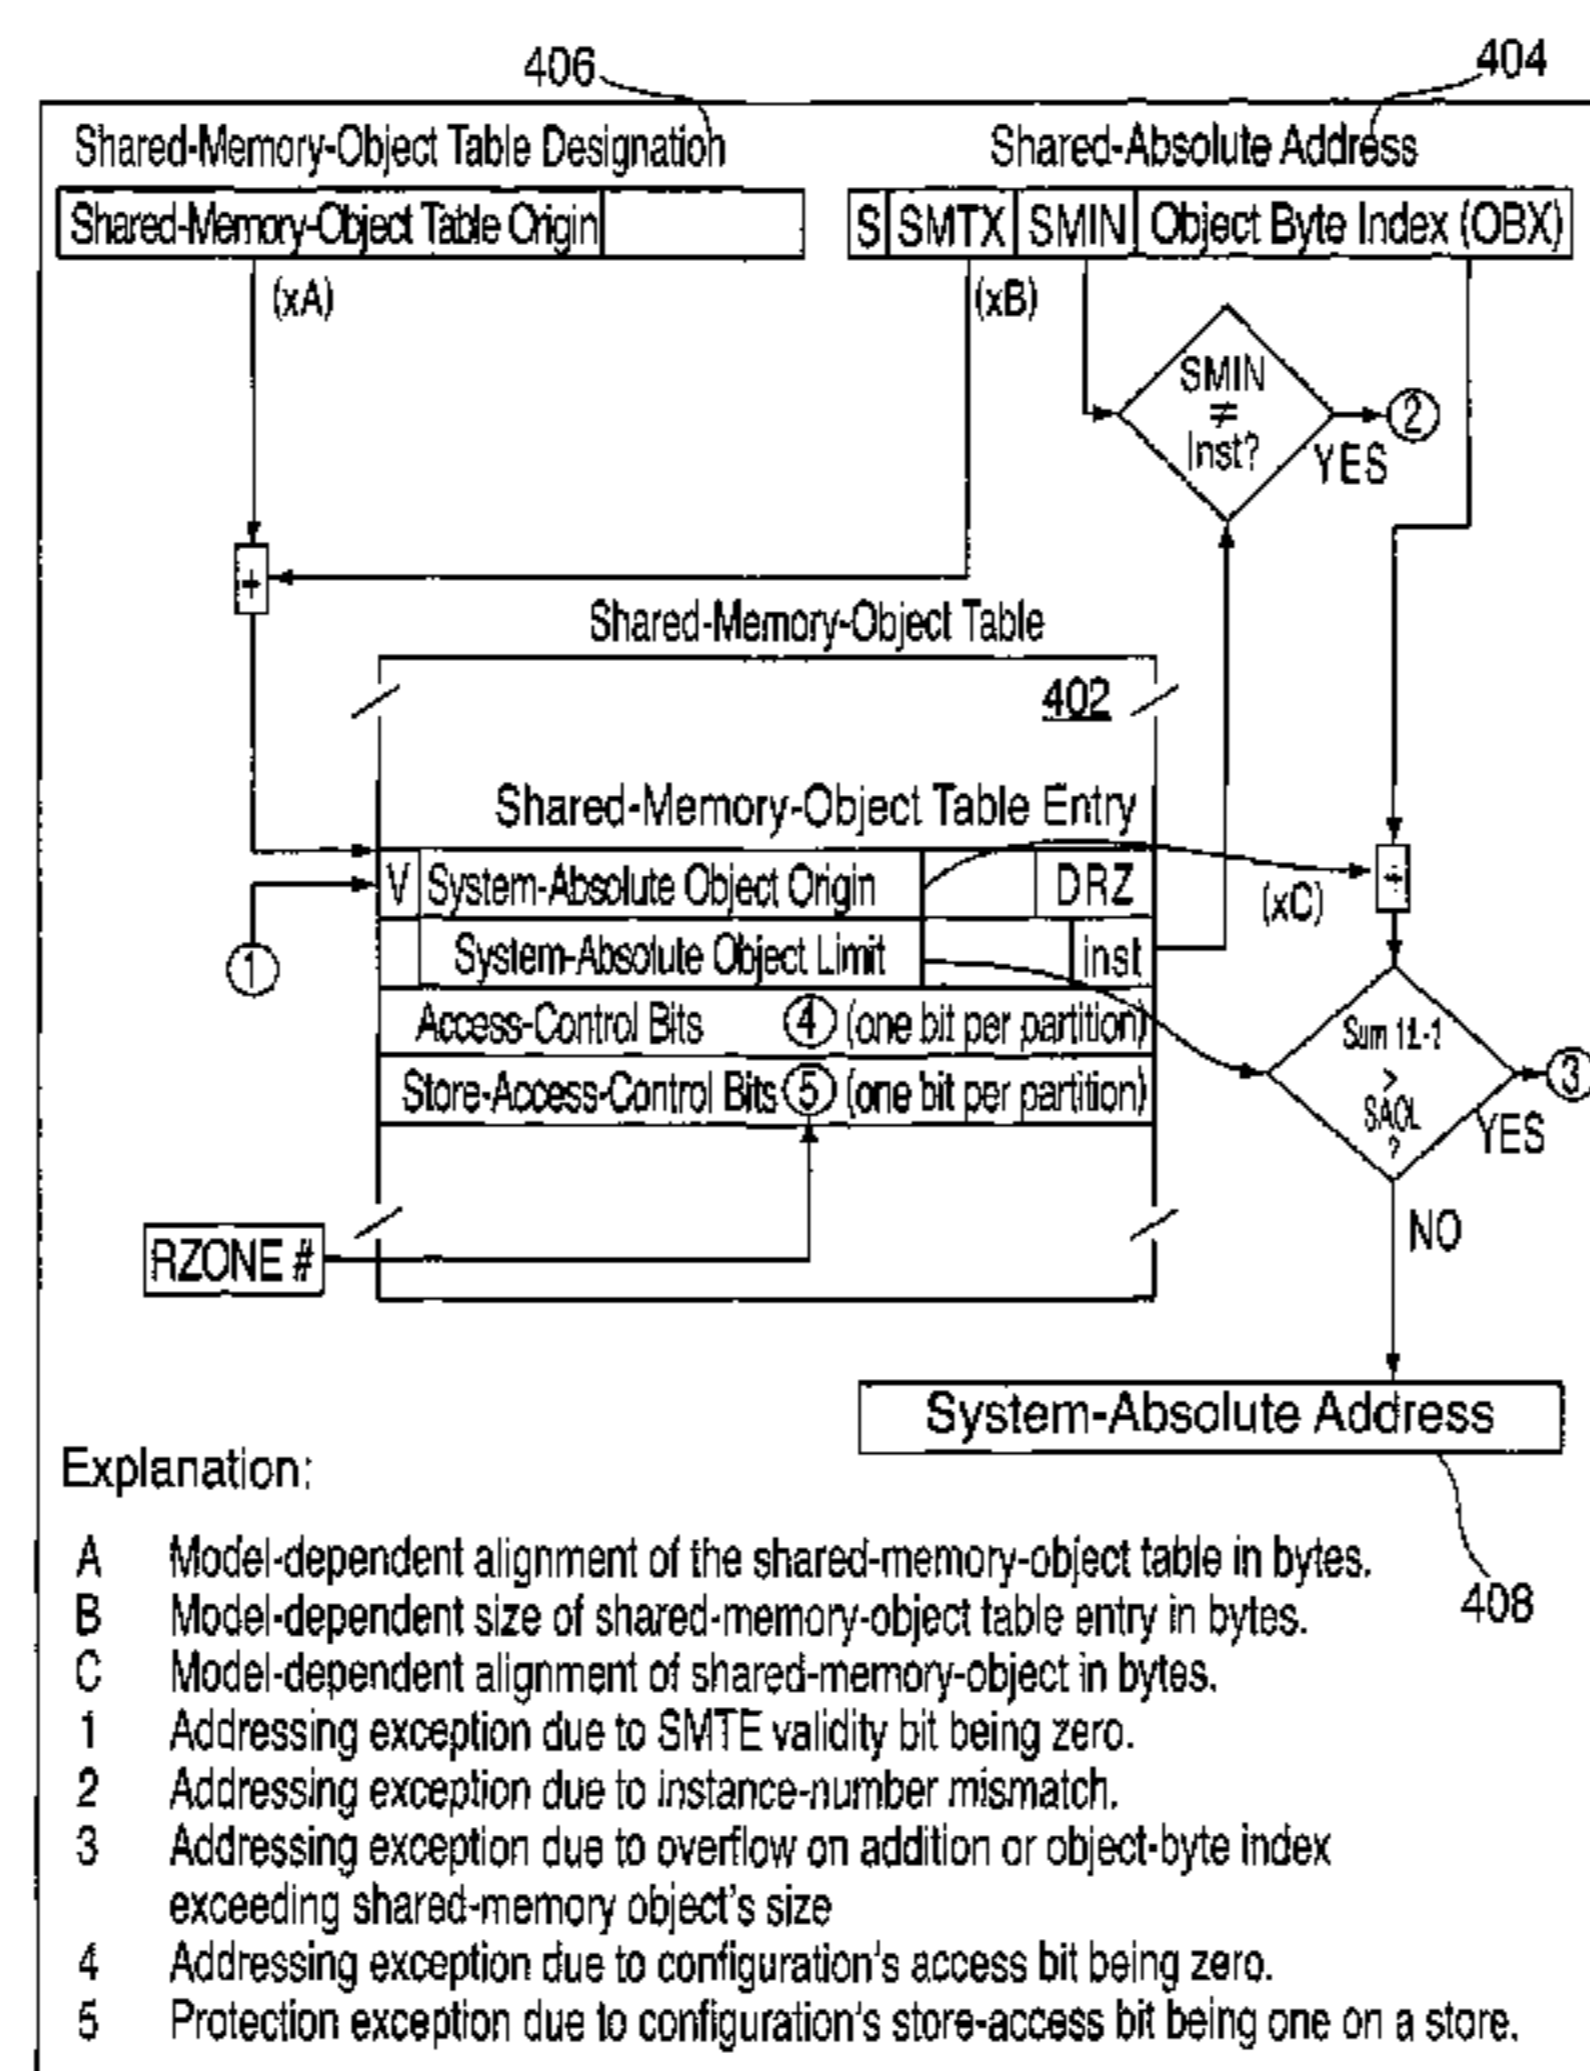 406
404
Shared-Memory-Object Table Designation
Shared-Absolute Address
Shared-Memory-Object Table Origin
S SMTX SMIN Object Byte Index (OBX)
(xA)
(xB)
SMIN
≠
Inst?
2
YES
+
+
Shared-Memory-Object Table
402
Shared-Memory-Object Table Entry
V System-Absolute Object Origin DRZ
(xC)
System-Absolute Object Limit inst
1
Access-Control Bits 4 (one bit per partition)
Sum
>
SAOL
?
3
YES
Store-Access-Control Bits 5 (one bit per partition)
NO
RZONE #
System-Absolute Address
408
Explanation:
A Model-dependent alignment of the shared-memory-object table in bytes.
B Model-dependent size of shared-memory-object table entry in bytes.
C Model-dependent alignment of shared-memory-object in bytes.
1 Addressing exception due to SMTE validity bit being zero.
2 Addressing exception due to instance-number mismatch.
3 Addressing exception due to overflow on addition or object-byte index
exceeding shared-memory object's size
4 Addressing exception due to configuration's access bit being zero.
5 Protection exception due to configuration's store-access bit being one on a store.